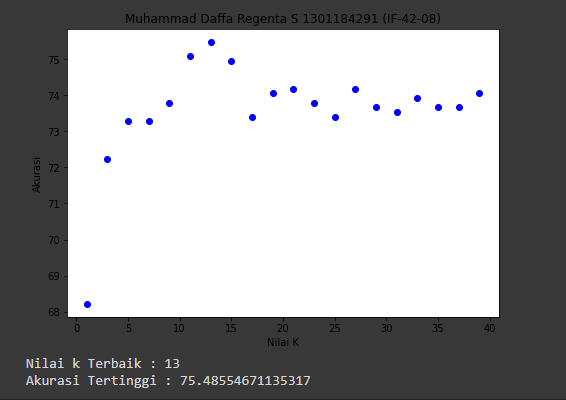 Muhammad Daffa Regenta S 1301184291 (IF-42-08)
Akurasi
75
74
73
72
71
70
69
68
0 5 10 15 20 25 30 35 40
Nilai K
Nilai k Terbaik : 13
Akurasi Tertinggi : 75.48554671135317